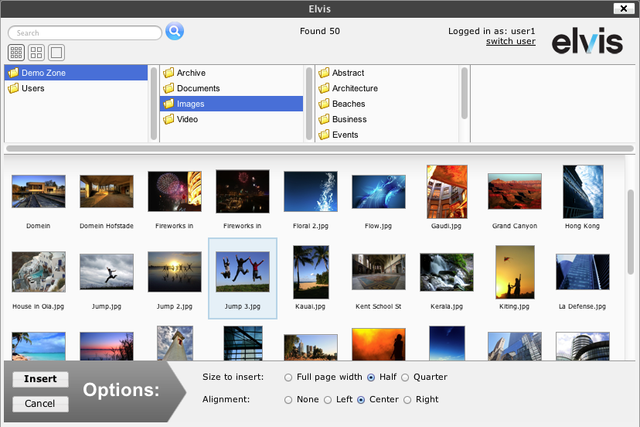 Elvis
Search
Found 50
Logged in as: user1
switch user
elvis
Demo Zone
Users
Archive
Documents
Images
Video
Abstract
Architecture
Beaches
Business
Events
Domein
Domein Hofstade
Fireworks in
Fireworks in
Floral 2.jpg
Flow.jpg
Gaudi.jpg
Grand Canyon
Hong Kong
House in Oia.jpg
Jump.jpg
Jump 2.jpg
Jump 3.jpg
Kauai.jpg
Kent School St
Kerala.jpg
Kiting.jpg
La Defense.jpg
Insert
Cancel
Options:
Size to insert: Full page width Half Quarter
Alignment: None Left Center Right